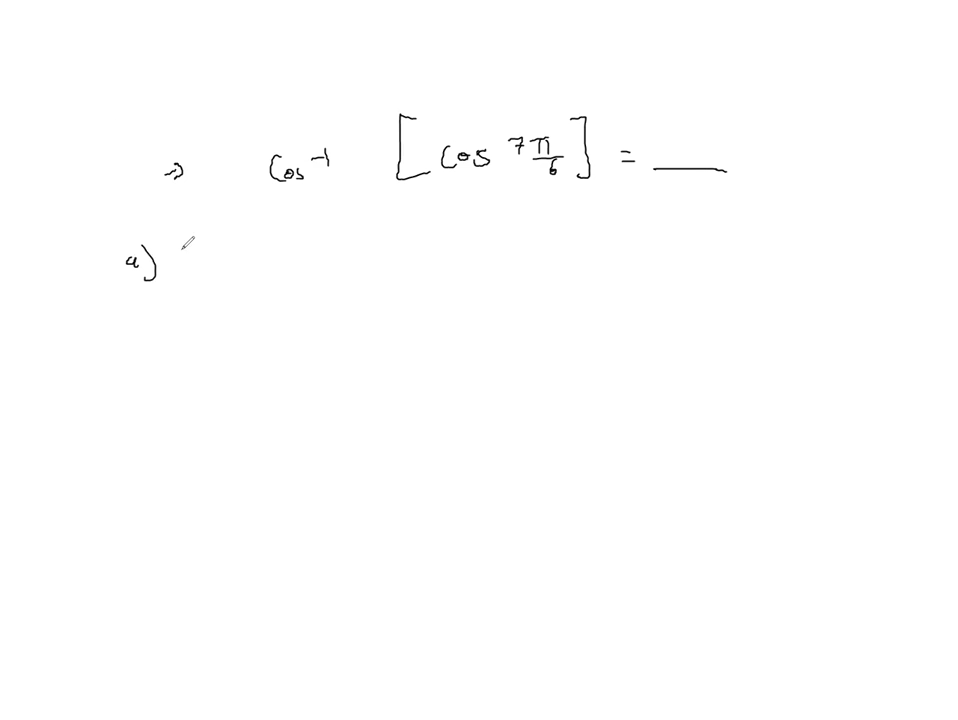 ⇒ Cos⁻¹ [Cos 7π/6] = ____
a)